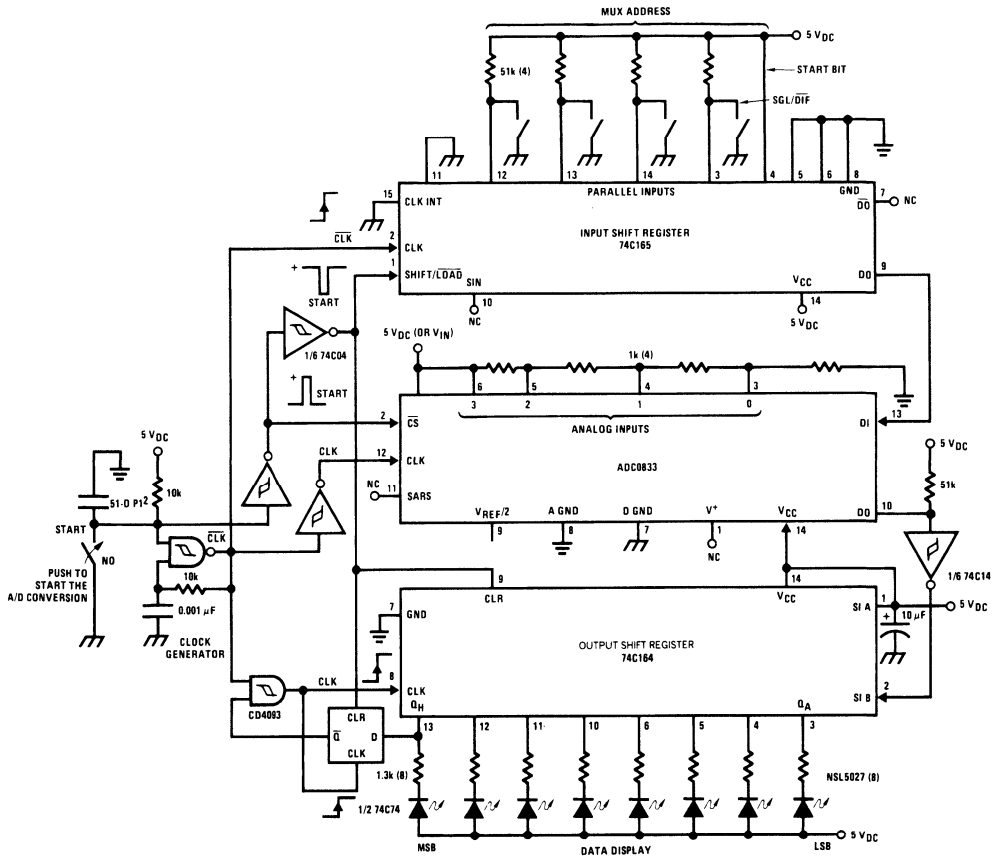 MUX ADDRESS
5 VDC
51k (4)
START BIT
SGL/DIF
11
12
13
14
3
4
5
6
8
PARALLEL INPUTS
GND
15
CLK INT
DO
7
NC
INPUT SHIFT REGISTER
74C165
CLK
2
CLK
1
SHIFT/LOAD
+
START
SIN
10
NC
VCC
14
5 VDC
DO
9
1/6 74C04
5 VDC (OR VIN)
1k (4)
+
START
6
5
4
3
3
2
1
0
ANALOG INPUTS
2
CS
DI
13
CLK
12
CLK
ADC0833
NC
11
SARS
5 VDC
51k
VREF/2
A GND
D GND
V+
VCC
DO
10
9
8
7
1
14
NC
5 VDC
10k
51-D P1²
START
NO
CLK
PUSH TO
START THE
A/D CONVERSION
10k
0.001 µF
CLOCK
GENERATOR
1/6 74C14
9
CLR
14
VCC
7
GND
SI A
1
5 VDC
+
10 µF
OUTPUT SHIFT REGISTER
74C164
CLK
8
CLK
QH
QA
SI B
2
CD4093
CLR
Q
D
CLK
13
12
11
10
6
5
4
3
1.3k (8)
NSL5027 (8)
1/2 74C74
5 VDC
MSB
DATA DISPLAY
LSB